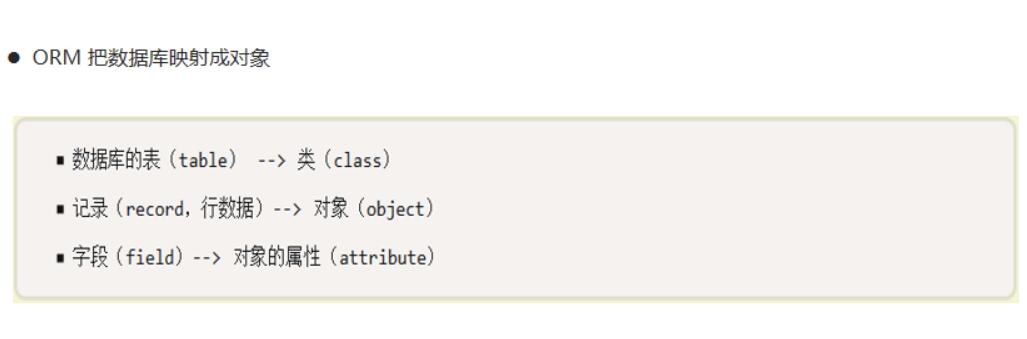 ● ORM 把数据库映射成对象
▪ 数据库的表（table） --> 类（class）
▪ 记录（record，行数据）--> 对象（object）
▪ 字段（field）--> 对象的属性（attribute）